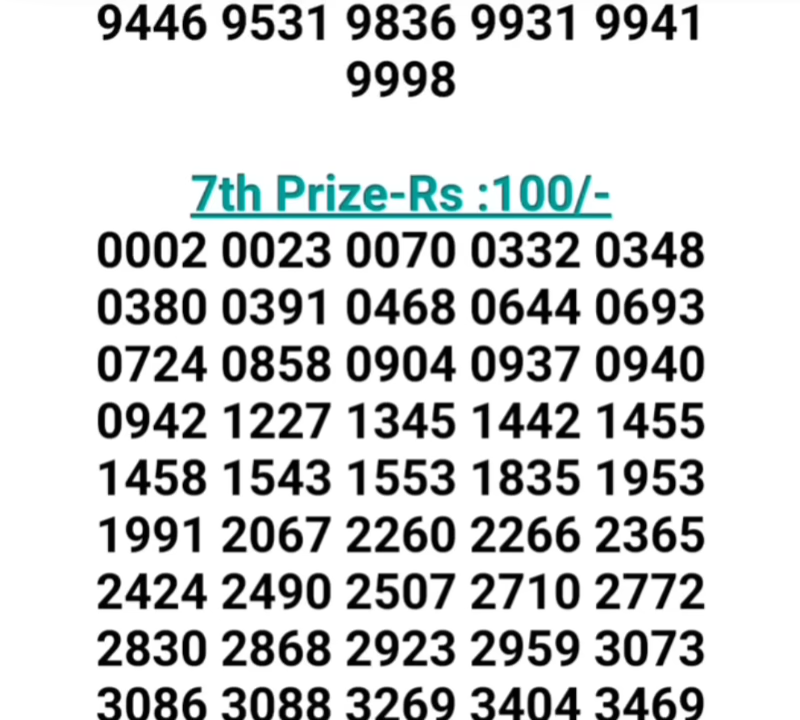 9446 9531 9836 9931 9941
9998
7th Prize-Rs :100/-
0002 0023 0070 0332 0348
0380 0391 0468 0644 0693
0724 0858 0904 0937 0940
0942 1227 1345 1442 1455
1458 1543 1553 1835 1953
1991 2067 2260 2266 2365
2424 2490 2507 2710 2772
2830 2868 2923 2959 3073
3086 3088 3269 3404 3469